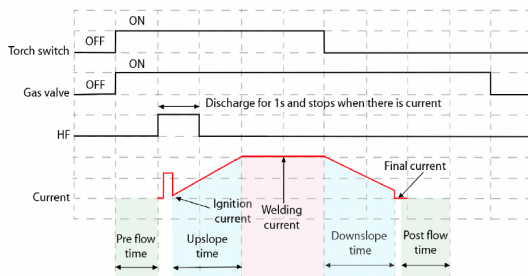 ON
OFF
Torch switch
ON
OFF
Gas valve
Discharge for 1s and stops when there is current
HF
Final current
Current
Ignition
current
Welding
current
Pre flow
time
Upslope
time
Downslope
time
Post flow
time